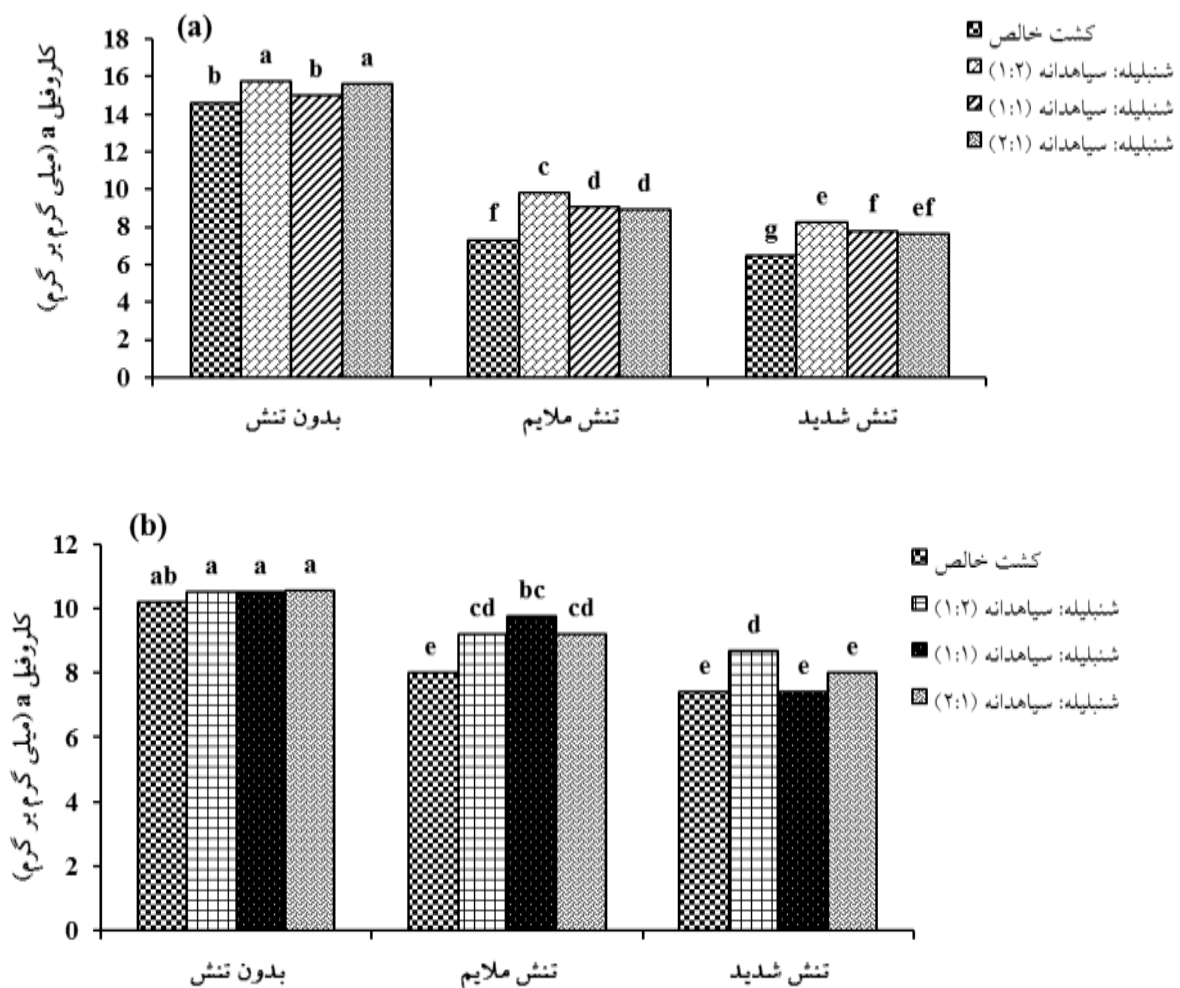 (a)
کلروفیل a (میلی گرم بر گرم)
18
16
14
12
10
8
6
4
2
0
b a b a
f c d d
g e f ef
بدون تنش
تنش ملایم
تنش شدید
کشت خالص
شنبلیله: سیاهدانه (۱:۲)
شنبلیله: سیاهدانه (۱:۱)
شنبلیله: سیاهدانه (۲:۱)
(b)
کلروفیل a (میلی گرم بر گرم)
12
10
8
6
4
2
0
ab a a a
e cd bc cd
e d e e
بدون تنش
تنش ملایم
تنش شدید
کشت خالص
شنبلیله: سیاهدانه (۱:۲)
شنبلیله: سیاهدانه (۱:۱)
شنبلیله: سیاهدانه (۲:۱)